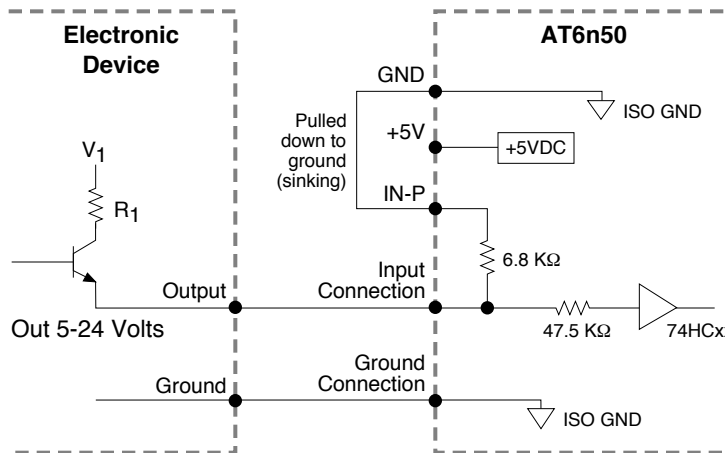 Electronic
Device
AT6n50
GND
ISO GND
Pulled
down to
ground
(sinking)
+5V
+5VDC
V1
R1
IN-P
6.8 KΩ
Output
Input
Connection
Out 5-24 Volts
47.5 KΩ
74HCx
Ground
Ground
Connection
ISO GND